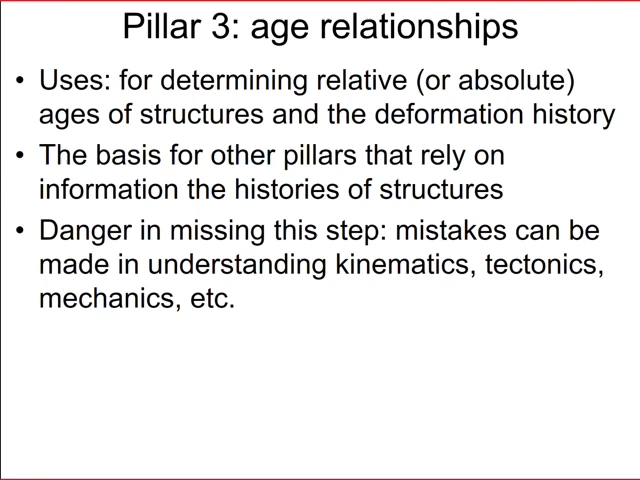 Pillar 3: age relationships
• Uses: for determining relative (or absolute)
ages of structures and the deformation history
• The basis for other pillars that rely on
information the histories of structures
• Danger in missing this step: mistakes can be
made in understanding kinematics, tectonics,
mechanics, etc.